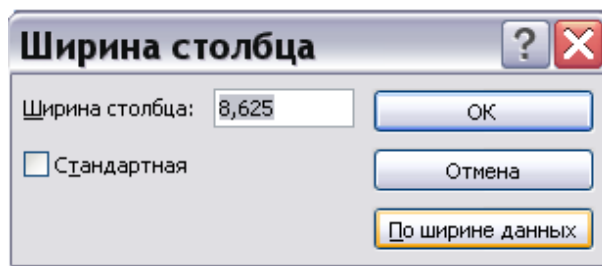 Ширина столбца
?
Ширина столбца: 8,625
ОК
Стандартная
Отмена
По ширине данных